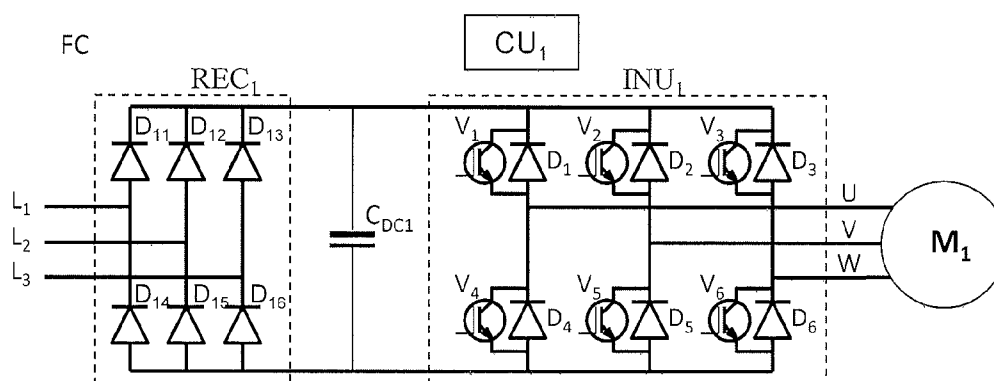 FC
CU₁
REC₁
INU₁
D₁₁ D₁₂ D₁₃
V₁ D₁ V₂ D₂ V₃ D₃
L₁
L₂
L₃
C_DC1
U
V
W
M₁
D₁₄ D₁₅ D₁₆
V₄ D₄ V₅ D₅ V₆ D₆